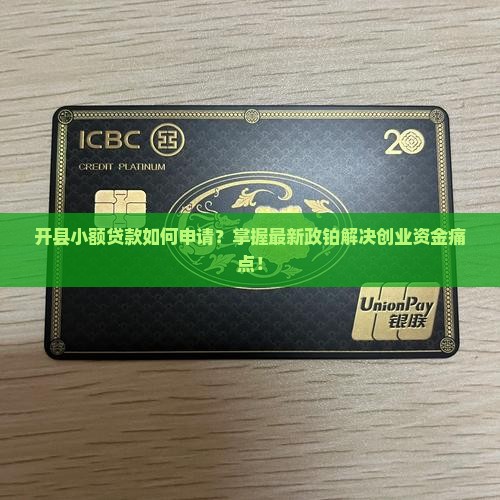 ICBC
20
CREDIT PLATINUM
开县小额贷款如何申请？掌握最新政铂解决创业资金痛
点！
UnionPay
银联